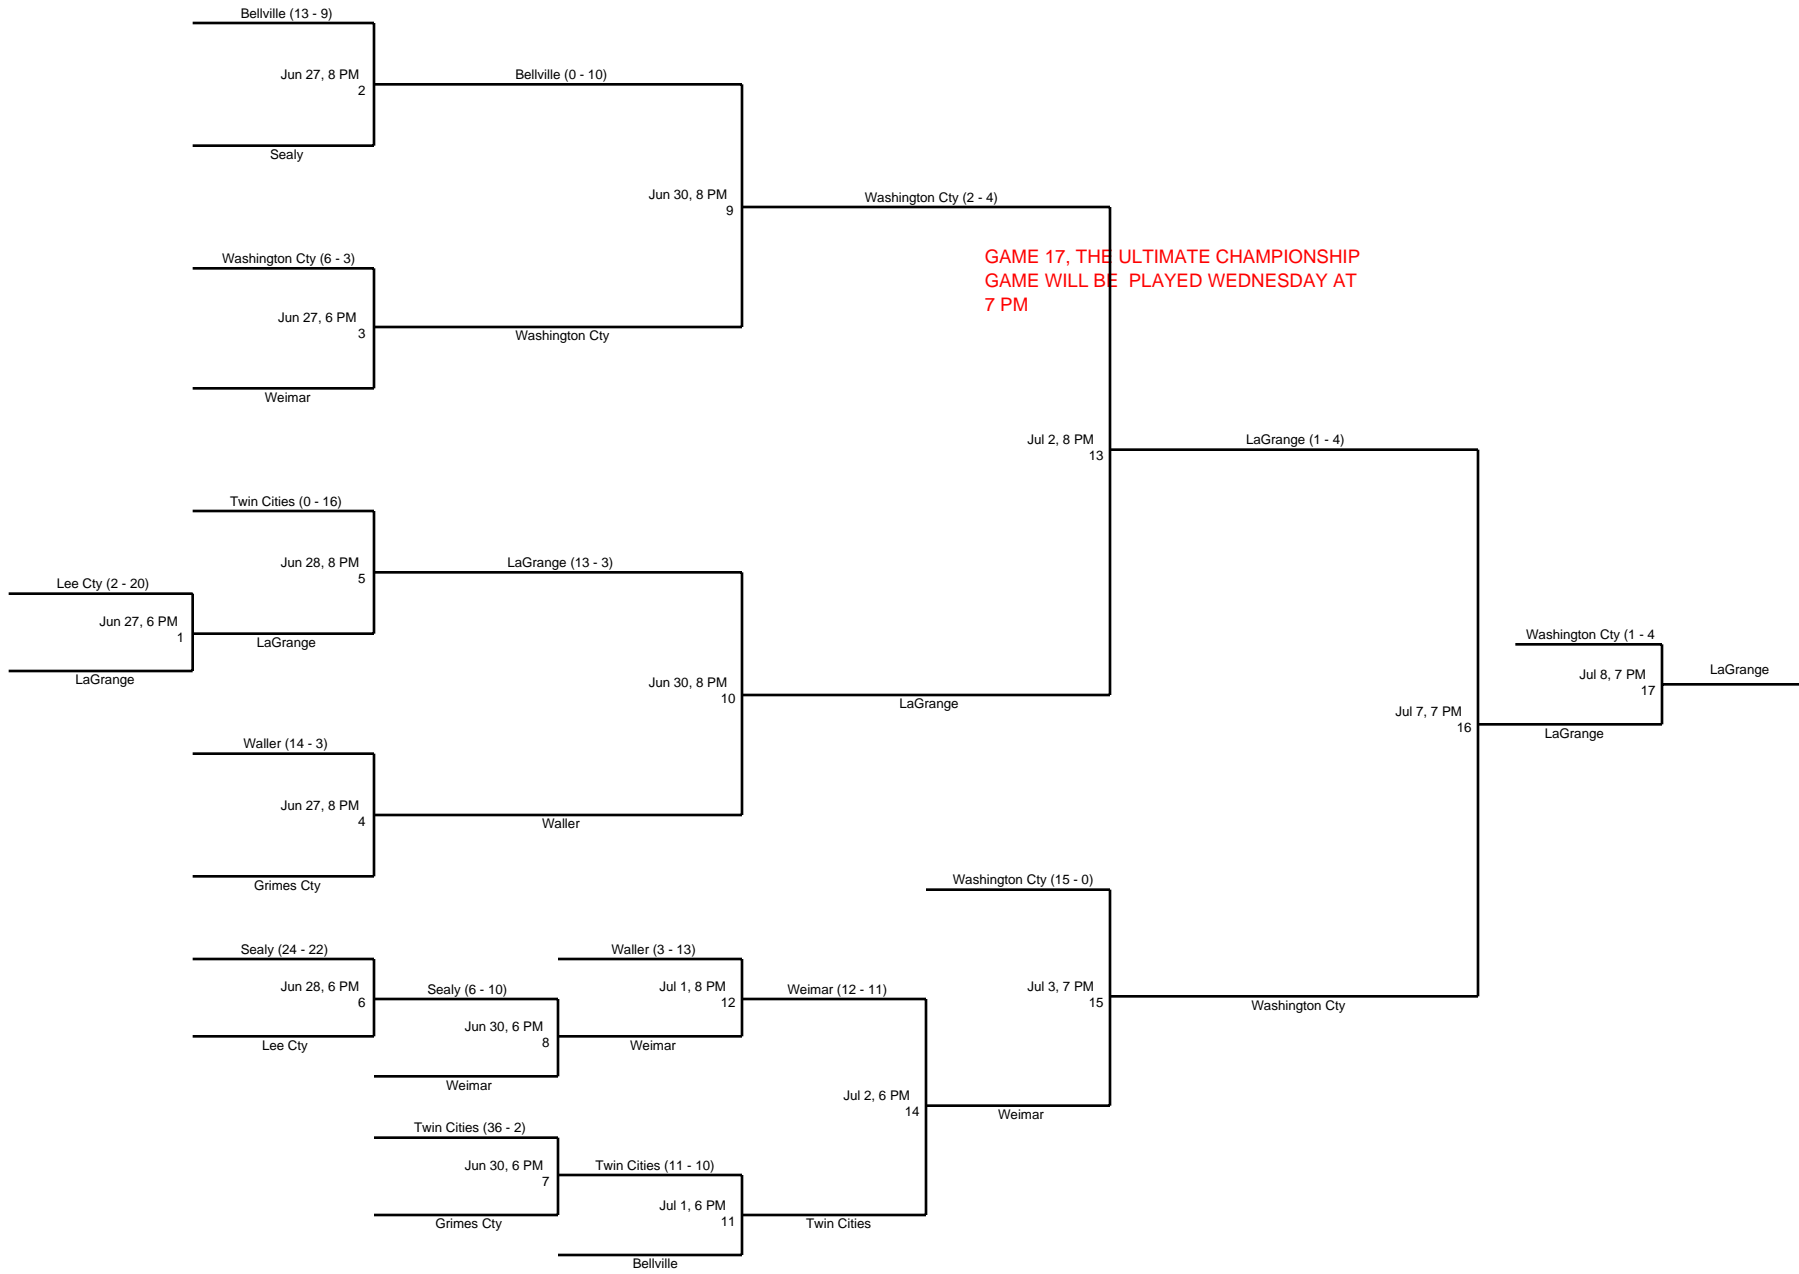 Bellville (13 - 9)
Jun 27, 8 PM
2
Sealy
Bellville (0 - 10)
Jun 30, 8 PM
9
Washington Cty (6 - 3)
Jun 27, 6 PM
3
Weimar
Washington Cty
Washington Cty (2 - 4)
GAME 17, THE ULTIMATE CHAMPIONSHIP
GAME WILL BE PLAYED WEDNESDAY AT
7 PM
Jul 2, 8 PM
13
LaGrange (1 - 4)
Twin Cities (0 - 16)
Jun 28, 8 PM
5
LaGrange (13 - 3)
Lee Cty (2 - 20)
Jun 27, 6 PM
1
LaGrange
LaGrange
Jun 30, 8 PM
10
LaGrange
Waller (14 - 3)
Jun 27, 8 PM
4
Grimes Cty
Waller
Washington Cty (1 - 4
Jul 8, 7 PM
17
LaGrange
LaGrange
Jul 7, 7 PM
16
Washington Cty (15 - 0)
Jul 3, 7 PM
15
Washington Cty
Sealy (24 - 22)
Jun 28, 6 PM
6
Lee Cty
Sealy (6 - 10)
Jun 30, 6 PM
8
Weimar
Waller (3 - 13)
Jul 1, 8 PM
12
Weimar
Weimar (12 - 11)
Jul 2, 6 PM
14
Weimar
Twin Cities (36 - 2)
Jun 30, 6 PM
7
Grimes Cty
Twin Cities (11 - 10)
Jul 1, 6 PM
11
Bellville
Twin Cities